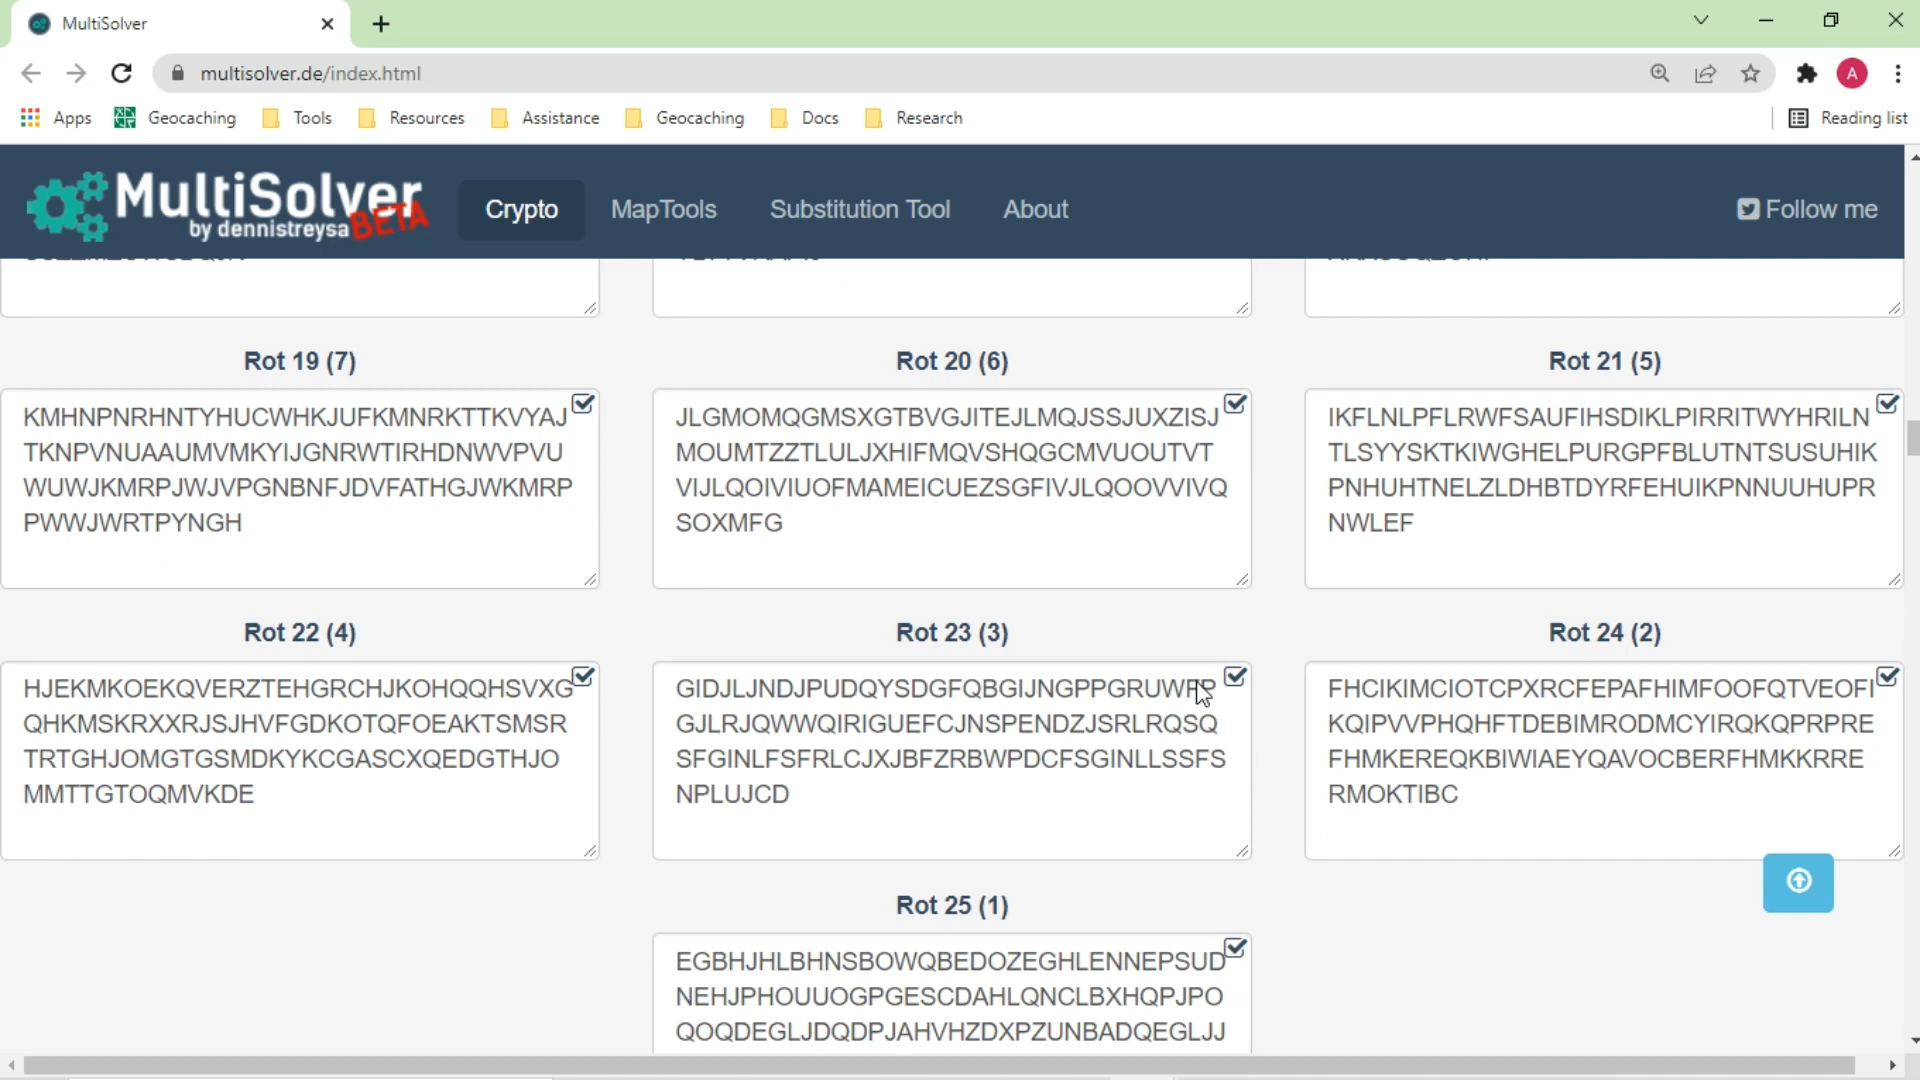 MultiSolver
multisolver.de/index.html
A
Apps Geocaching Tools Resources Assistance Geocaching Docs Research Reading list
MultiSolver BETA
by dennistreysa
Crypto MapTools Substitution Tool About Follow me
Rot 19 (7)
KMHNPNRHNTYHUCWHKJUFKMNRKTTKVYAJ
TKNPVNUAAUMVMKYIJGNRWTIRHDNWVPVU
WUWJKMRPJWJVPGNBNFJDVFATHGJWKMRP
PWWJWRTPYNGH
Rot 20 (6)
JLGMOMQGMSXGTBVGJITEJLMQJSSJUXZISJ
MOUMTZZTLULJXHIFMQVSHQGCMVUOUTVT
VIJLQOIVIUOFMAMEICUEZSGFIVJLQOOVVIVQ
SOXMFG
Rot 21 (5)
IKFLNLPFLRWFSAUFIHSDIKLPIRRITWYHRILN
TLSYYSKTKIWGHELPURGPFBLUTNTSUSUHIK
PNHUHTNELZLDHBTDYRFEHUIKPNNUUHUPR
NWLEF
Rot 22 (4)
HJEKMKOEKQVERZTEHGRCHJKOHQQHSVXG
QHKMSKRXXRJSJHVFGDKOTQFOEAKTSMSR
TRTGHJOMGTGSMDKYKCGASCXQEDGTHJO
MMTTGTOQMVKDE
Rot 23 (3)
GIDJLJNDJPUDQYSDGFQBGIJNGPPGRUWFP
GJLRJQWWQIRIGUEFCJNSPENDZJSRLRQSQ
SFGINLFSFRLCJXJBFZRBWPDCFSGINLLSSFS
NPLUJCD
Rot 24 (2)
FHCIKIMCIOTCPXRCFEPAFHIMFOOFQTVEOFI
KQIPVVPHQHFTDEBIMRODMCYIRQKQPRPRE
FHMKEREQKBIWIAEYQAVOCBERFHMKKRRE
RMOKTIBC
Rot 25 (1)
EGBHJHLBHNSBOWQBEDOZEGHLENNEPSUD
NEHJPHOUUOGPGESCDAHLQNCLBXHQPJPO
QOQDEGLJDQDPJAHVHZDXPZUNBADQEGLJJ